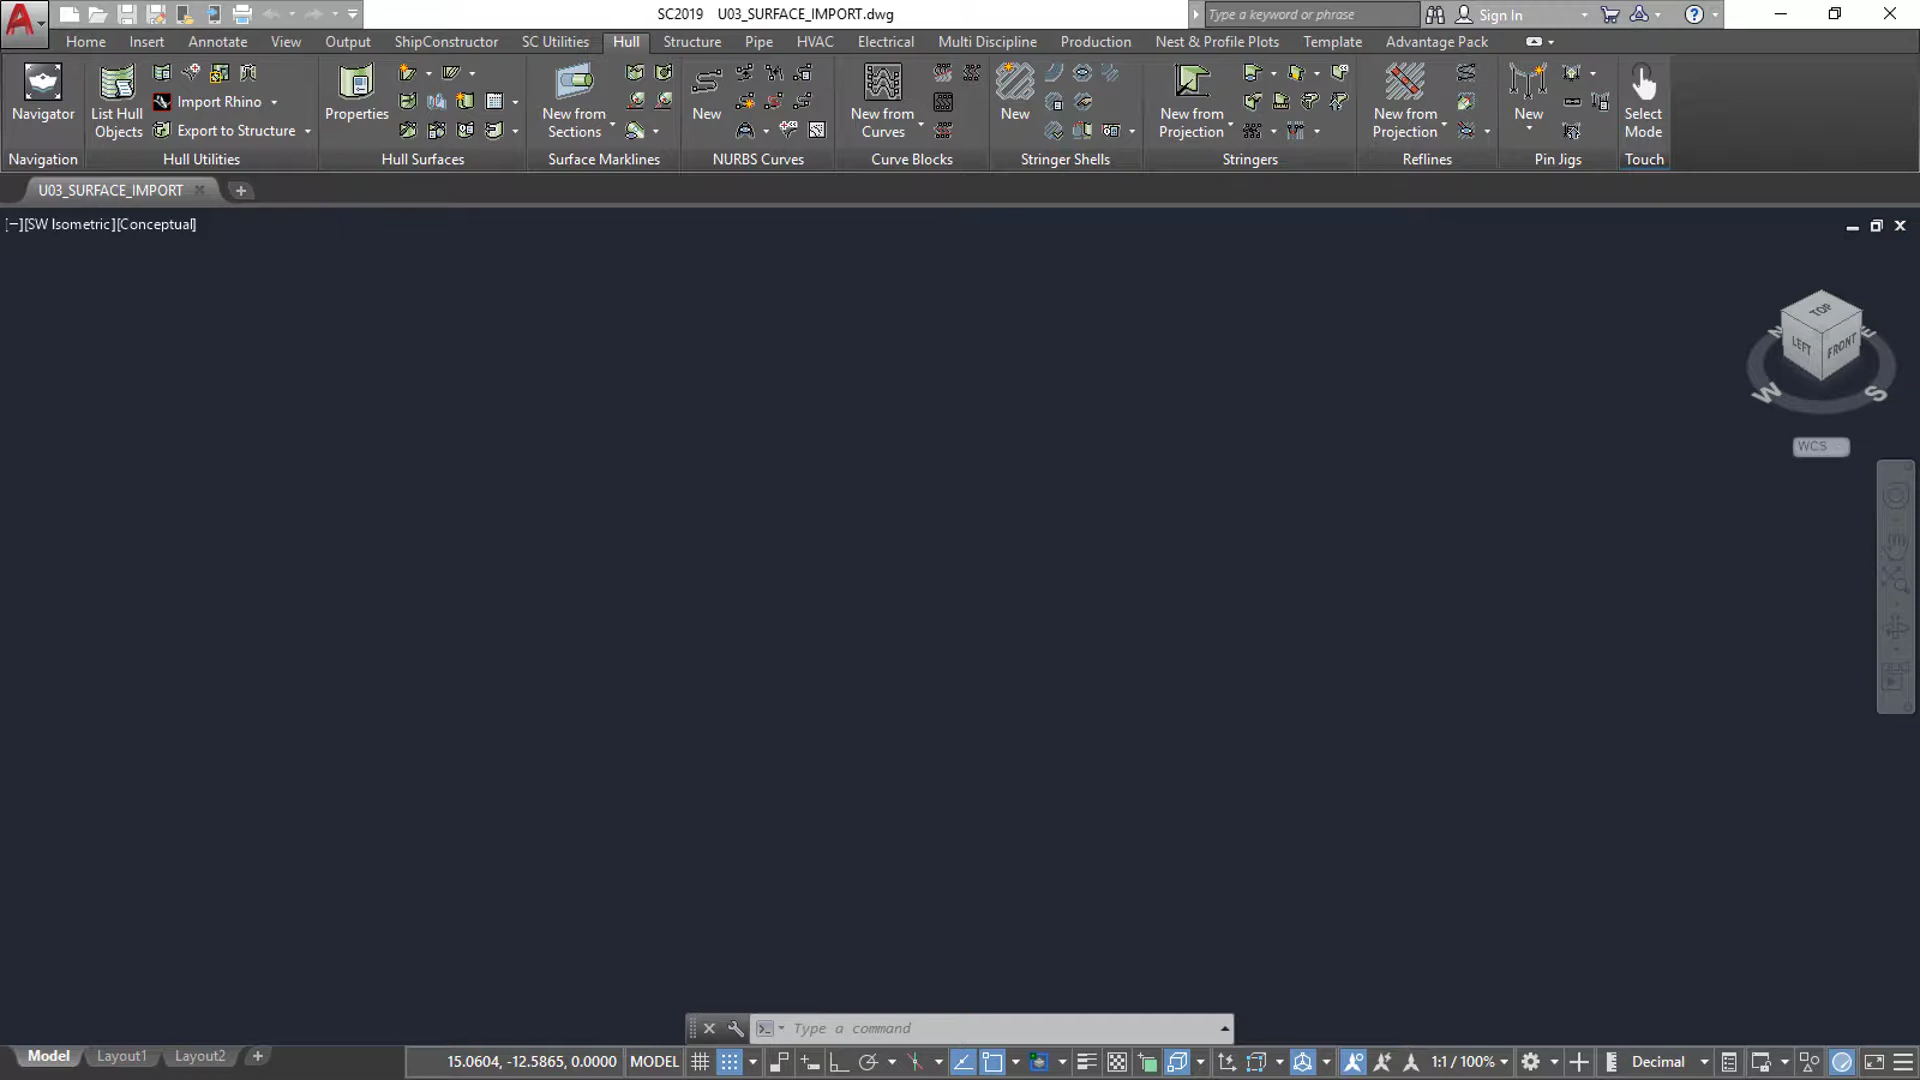 SC2019 U03_SURFACE_IMPORT.dwg
Type a keyword or phrase
Sign In
Home Insert Annotate View Output ShipConstructor SC Utilities Hull Structure Pipe HVAC Electrical Multi Discipline Production Nest & Profile Plots Template Advantage Pack
Navigator
Navigation
List Hull
Objects
Import Rhino
Export to Structure
Hull Utilities
Properties
Hull Surfaces
New from
Sections
Surface Marklines
New
NURBS Curves
New from
Curves
Curve Blocks
New
Stringer Shells
New from
Projection
Stringers
New from
Projection
Reflines
New
Pin Jigs
Select
Mode
Touch
U03_SURFACE_IMPORT
[−][SW Isometric][Conceptual]
TOP
LEFT
FRONT
N
E
W
S
WCS
Type a command
Model Layout1 Layout2
15.0604, -12.5865, 0.0000
MODEL
1:1 / 100%
Decimal